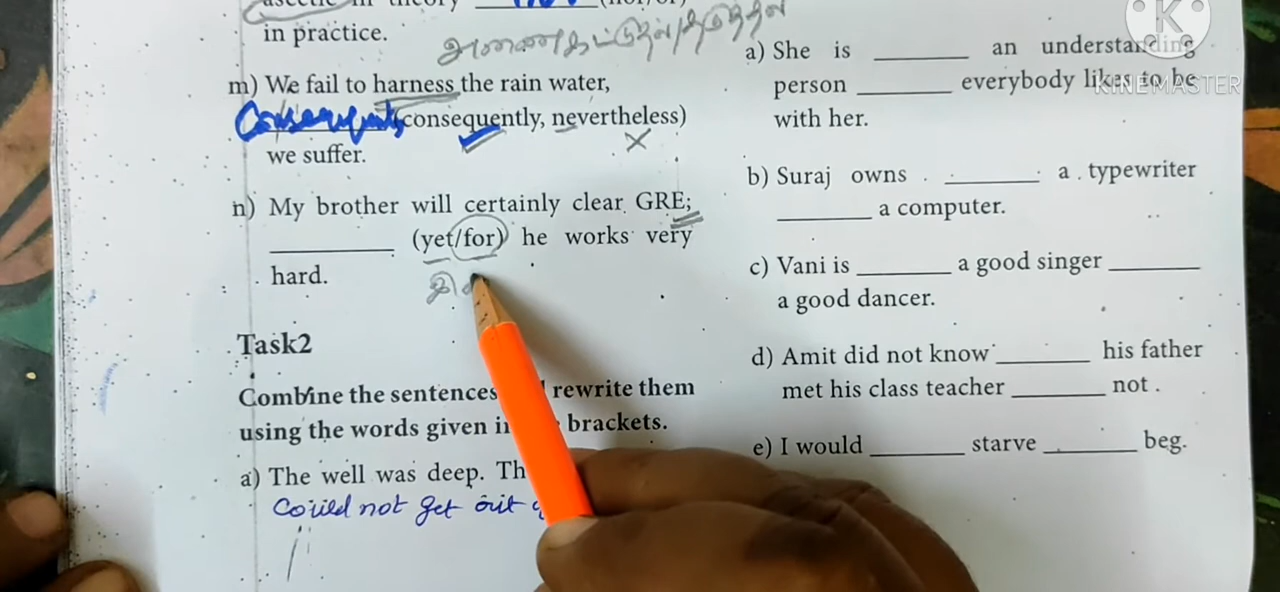 (nor/or)
in practice.
m) We fail to harness the rain water,
(consequently, nevertheless)
we suffer.
n) My brother will certainly clear GRE;
__________ (yet/for) he works very
hard.
Task2
Combine the sentences rewrite them
using the words given brackets.
a) The well was deep.
Could not get out
a) She is ________ an understanding
person ________ everybody likes to be
with her.
b) Suraj owns ________ a typewriter
________ a computer.
c) Vani is ________ a good singer ________
a good dancer.
d) Amit did not know ________ his father
met his class teacher ________ not .
e) I would ________ starve ________ beg.
K
KINEMASTER